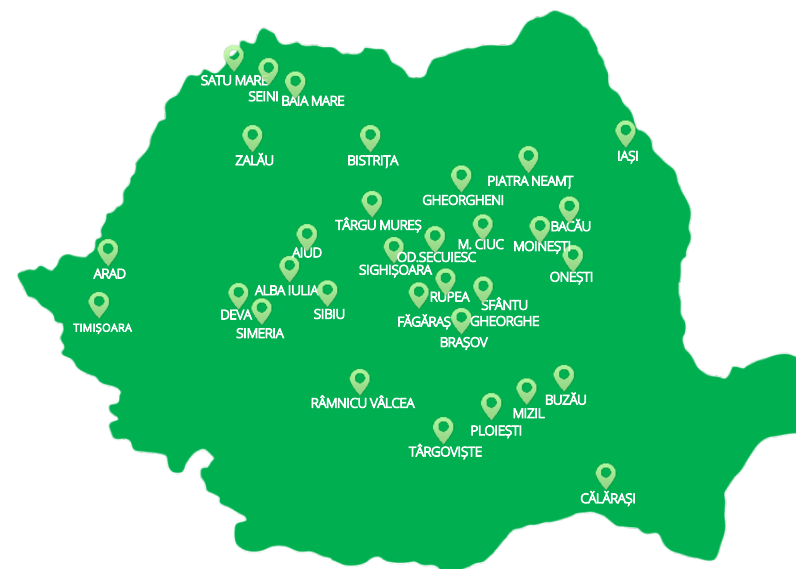 SATU MARE
SEINI
BAIA MARE
ZALĂU
BISTRIȚA
IAȘI
PIATRA NEAMȚ
GHEORGHENI
TÂRGU MUREȘ
BACĂU
M. CIUC
MOINEȘTI
AIUD
OD.SECUIESC
SIGHIȘOARA
ARAD
ONEȘTI
ALBA IULIA
RUPEA
SFÂNTU
GHEORGHE
DEVA
SIBIU
FĂGĂRAȘ
TIMIȘOARA
SIMERIA
BRAȘOV
RÂMNICU VÂLCEA
BUZĂU
MIZIL
PLOIEȘTI
TÂRGOVIȘTE
CĂLĂRAȘI